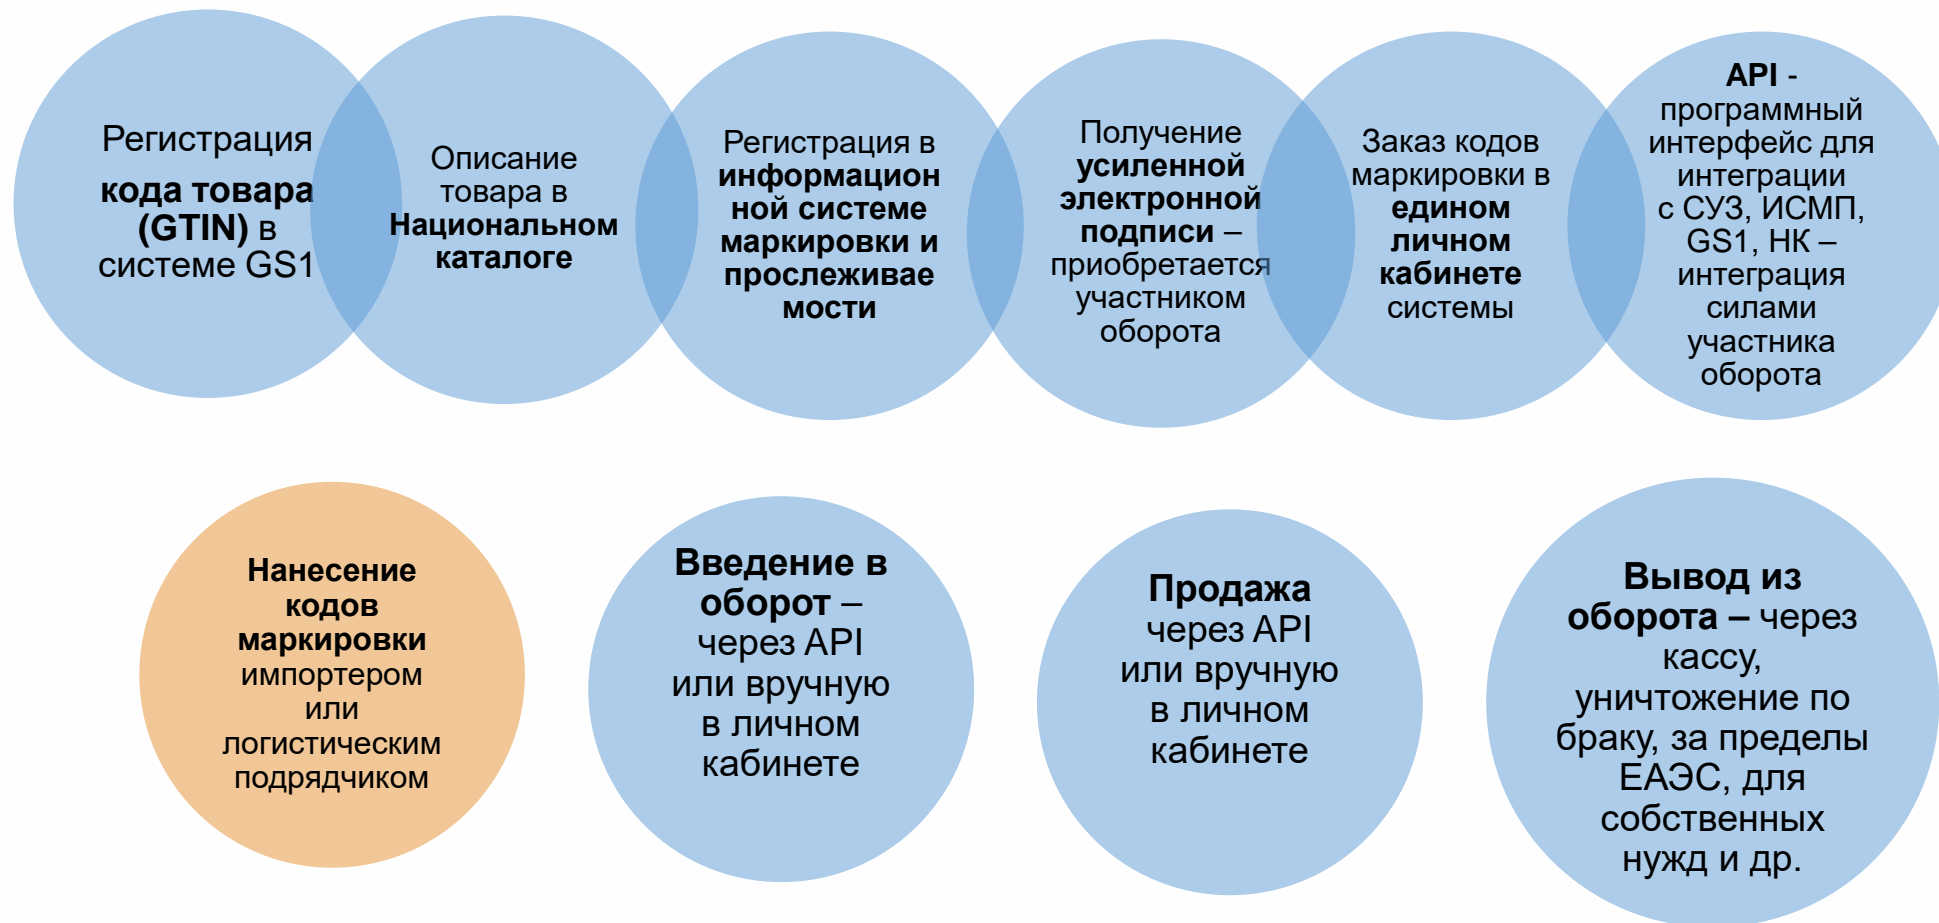 Регистрация
кода товара
(GTIN) в
системе GS1
Описание
товара в
Национальном
каталоге
Регистрация в
информацион
ной системе
маркировки и
прослеживае
мости
Получение
усиленной
электронной
подписи –
приобретается
участником
оборота
Заказ кодов
маркировки в
едином
личном
кабинете
системы
API -
программный
интерфейс для
интеграции
с СУЗ, ИСМП,
GS1, НК –
интеграция
силами
участника
оборота
Нанесение
кодов
маркировки
импортером
или
логистическим
подрядчиком
Введение в
оборот –
через API
или вручную
в личном
кабинете
Продажа
через API
или вручную
в личном
кабинете
Вывод из
оборота – через
кассу,
уничтожение по
браку, за пределы
ЕАЭС, для
собственных
нужд и др.